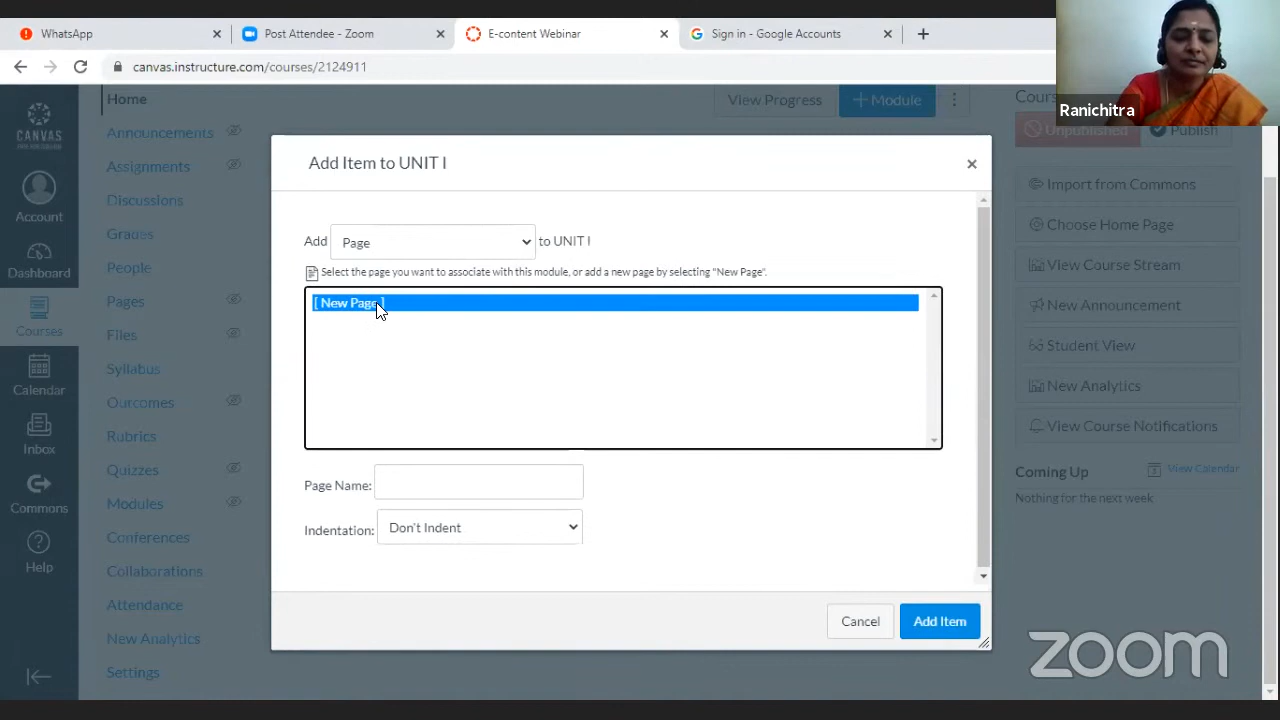 WhatsApp
Post Attendee - Zoom
E-content Webinar
Sign in - Google Accounts
canvas.instructure.com/courses/2124911
Ranichitra
CANVAS
Account
Dashboard
Courses
Calendar
Inbox
Commons
Help
Home
Announcements
Assignments
Discussions
Grades
People
Pages
Files
Syllabus
Outcomes
Rubrics
Quizzes
Modules
Conferences
Collaborations
Attendance
New Analytics
Settings
View Progress
+ Module
Add Item to UNIT I
Add Page to UNIT I
Select the page you want to associate with this module, or add a new page by selecting "New Page".
[ New Page ]
Page Name:
Indentation: Don't Indent
Cancel
Add Item
Cours
Unpublished
Publish
Import from Commons
Choose Home Page
View Course Stream
New Announcement
Student View
New Analytics
View Course Notifications
Coming Up
View Calendar
Nothing for the next week
zoom